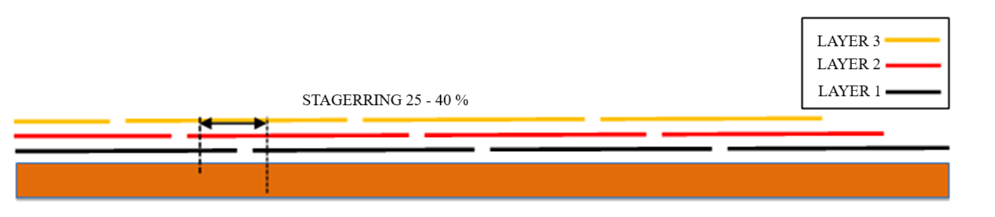 LAYER 3
LAYER 2
LAYER 1
STAGERRING 25 - 40 %